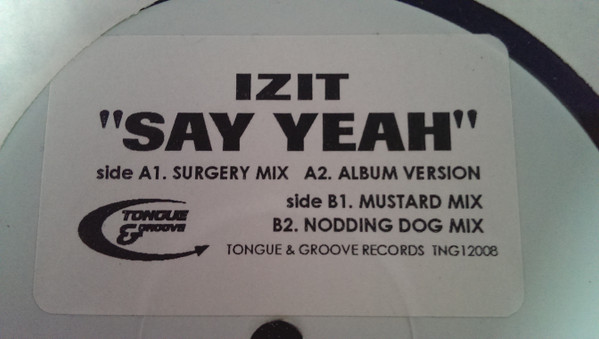 IZIT
"SAY YEAH"
side A1. SURGERY MIX A2. ALBUM VERSION
side B1. MUSTARD MIX
B2. NODDING DOG MIX
TONGUE
& GROOVE
TONGUE & GROOVE RECORDS TNG12008